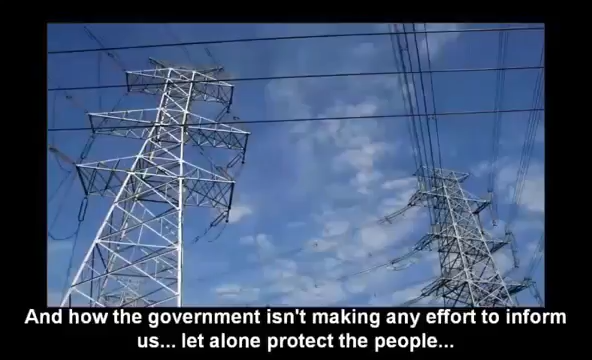 And how the government isn't making any effort to inform
us... let alone protect the people...